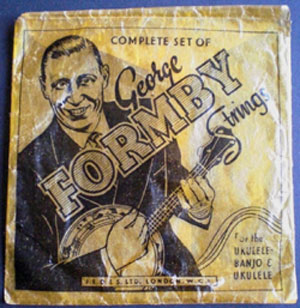 COMPLETE SET OF
George
FORMBY
Strings
For the
UKULELE-
BANJO &
UKULELE
LTD. LONDON, W.C.